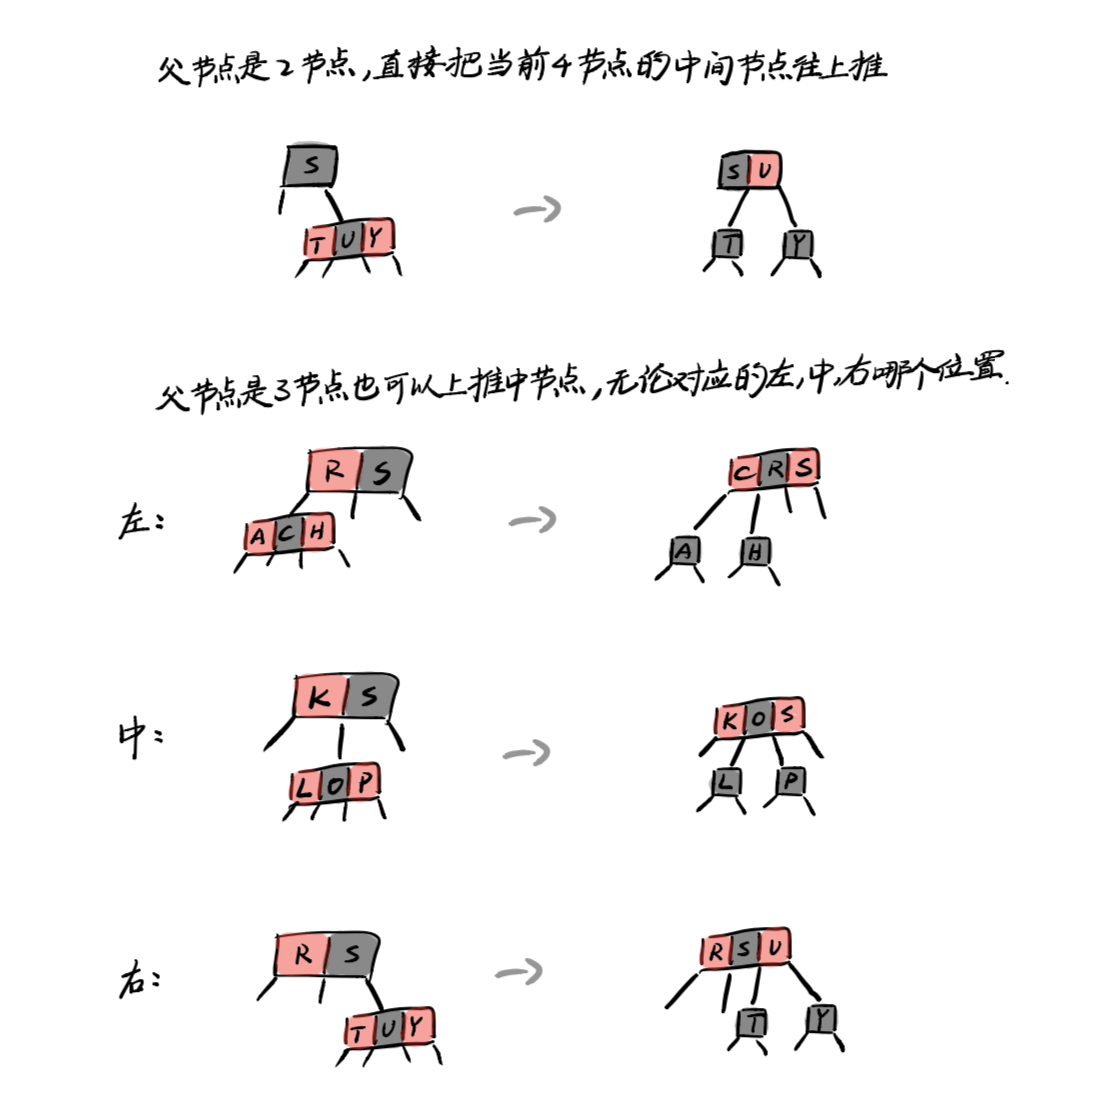 父节点是2节点,直接把当前4节点的中间节点往上推
S
T U Y
→
S U
T Y
父节点是3节点也可以上推中节点,无论对应的左,中,右哪个位置.
左:
R S
A C H
→
C R S
A H
中:
K S
L O P
→
K O S
L P
右:
R S
T U Y
→
R S U
T Y